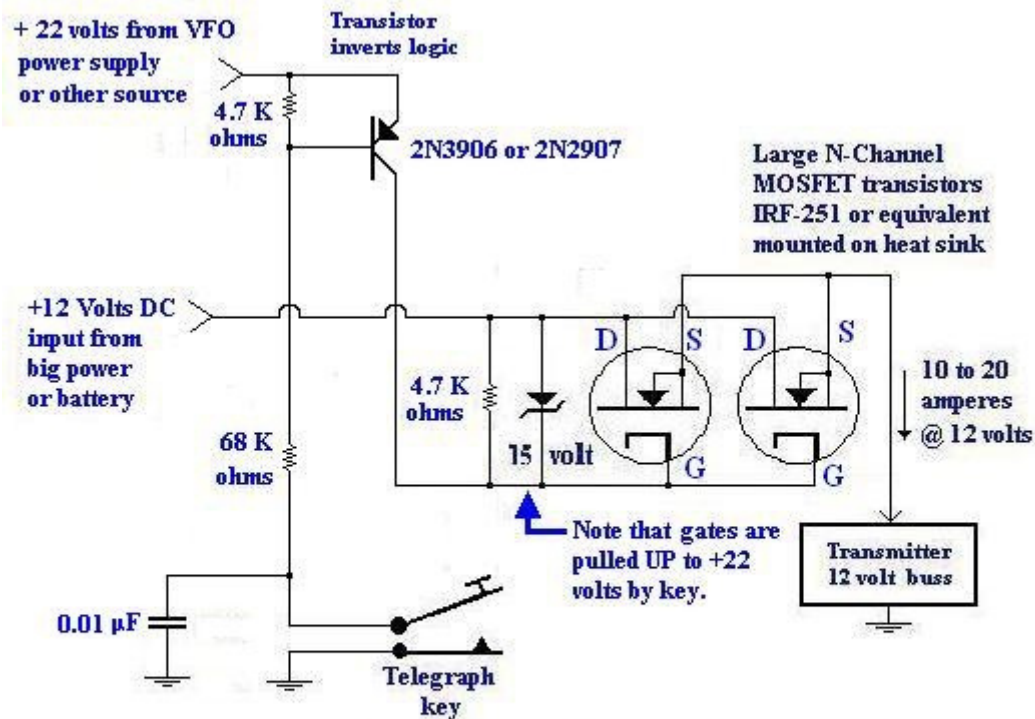 + 22 volts from VFO
power supply
or other source
Transistor
inverts logic
4.7 K
ohms
2N3906 or 2N2907
Large N-Channel
MOSFET transistors
IRF-251 or equivalent
mounted on heat sink
+12 Volts DC
input from
big power
or battery
D
S
D
S
4.7 K
ohms
10 to 20
amperes
@ 12 volts
68 K
ohms
15 volt
G
G
Note that gates are
pulled UP to +22
volts by key.
Transmitter
12 volt buss
0.01 µF
Telegraph
key